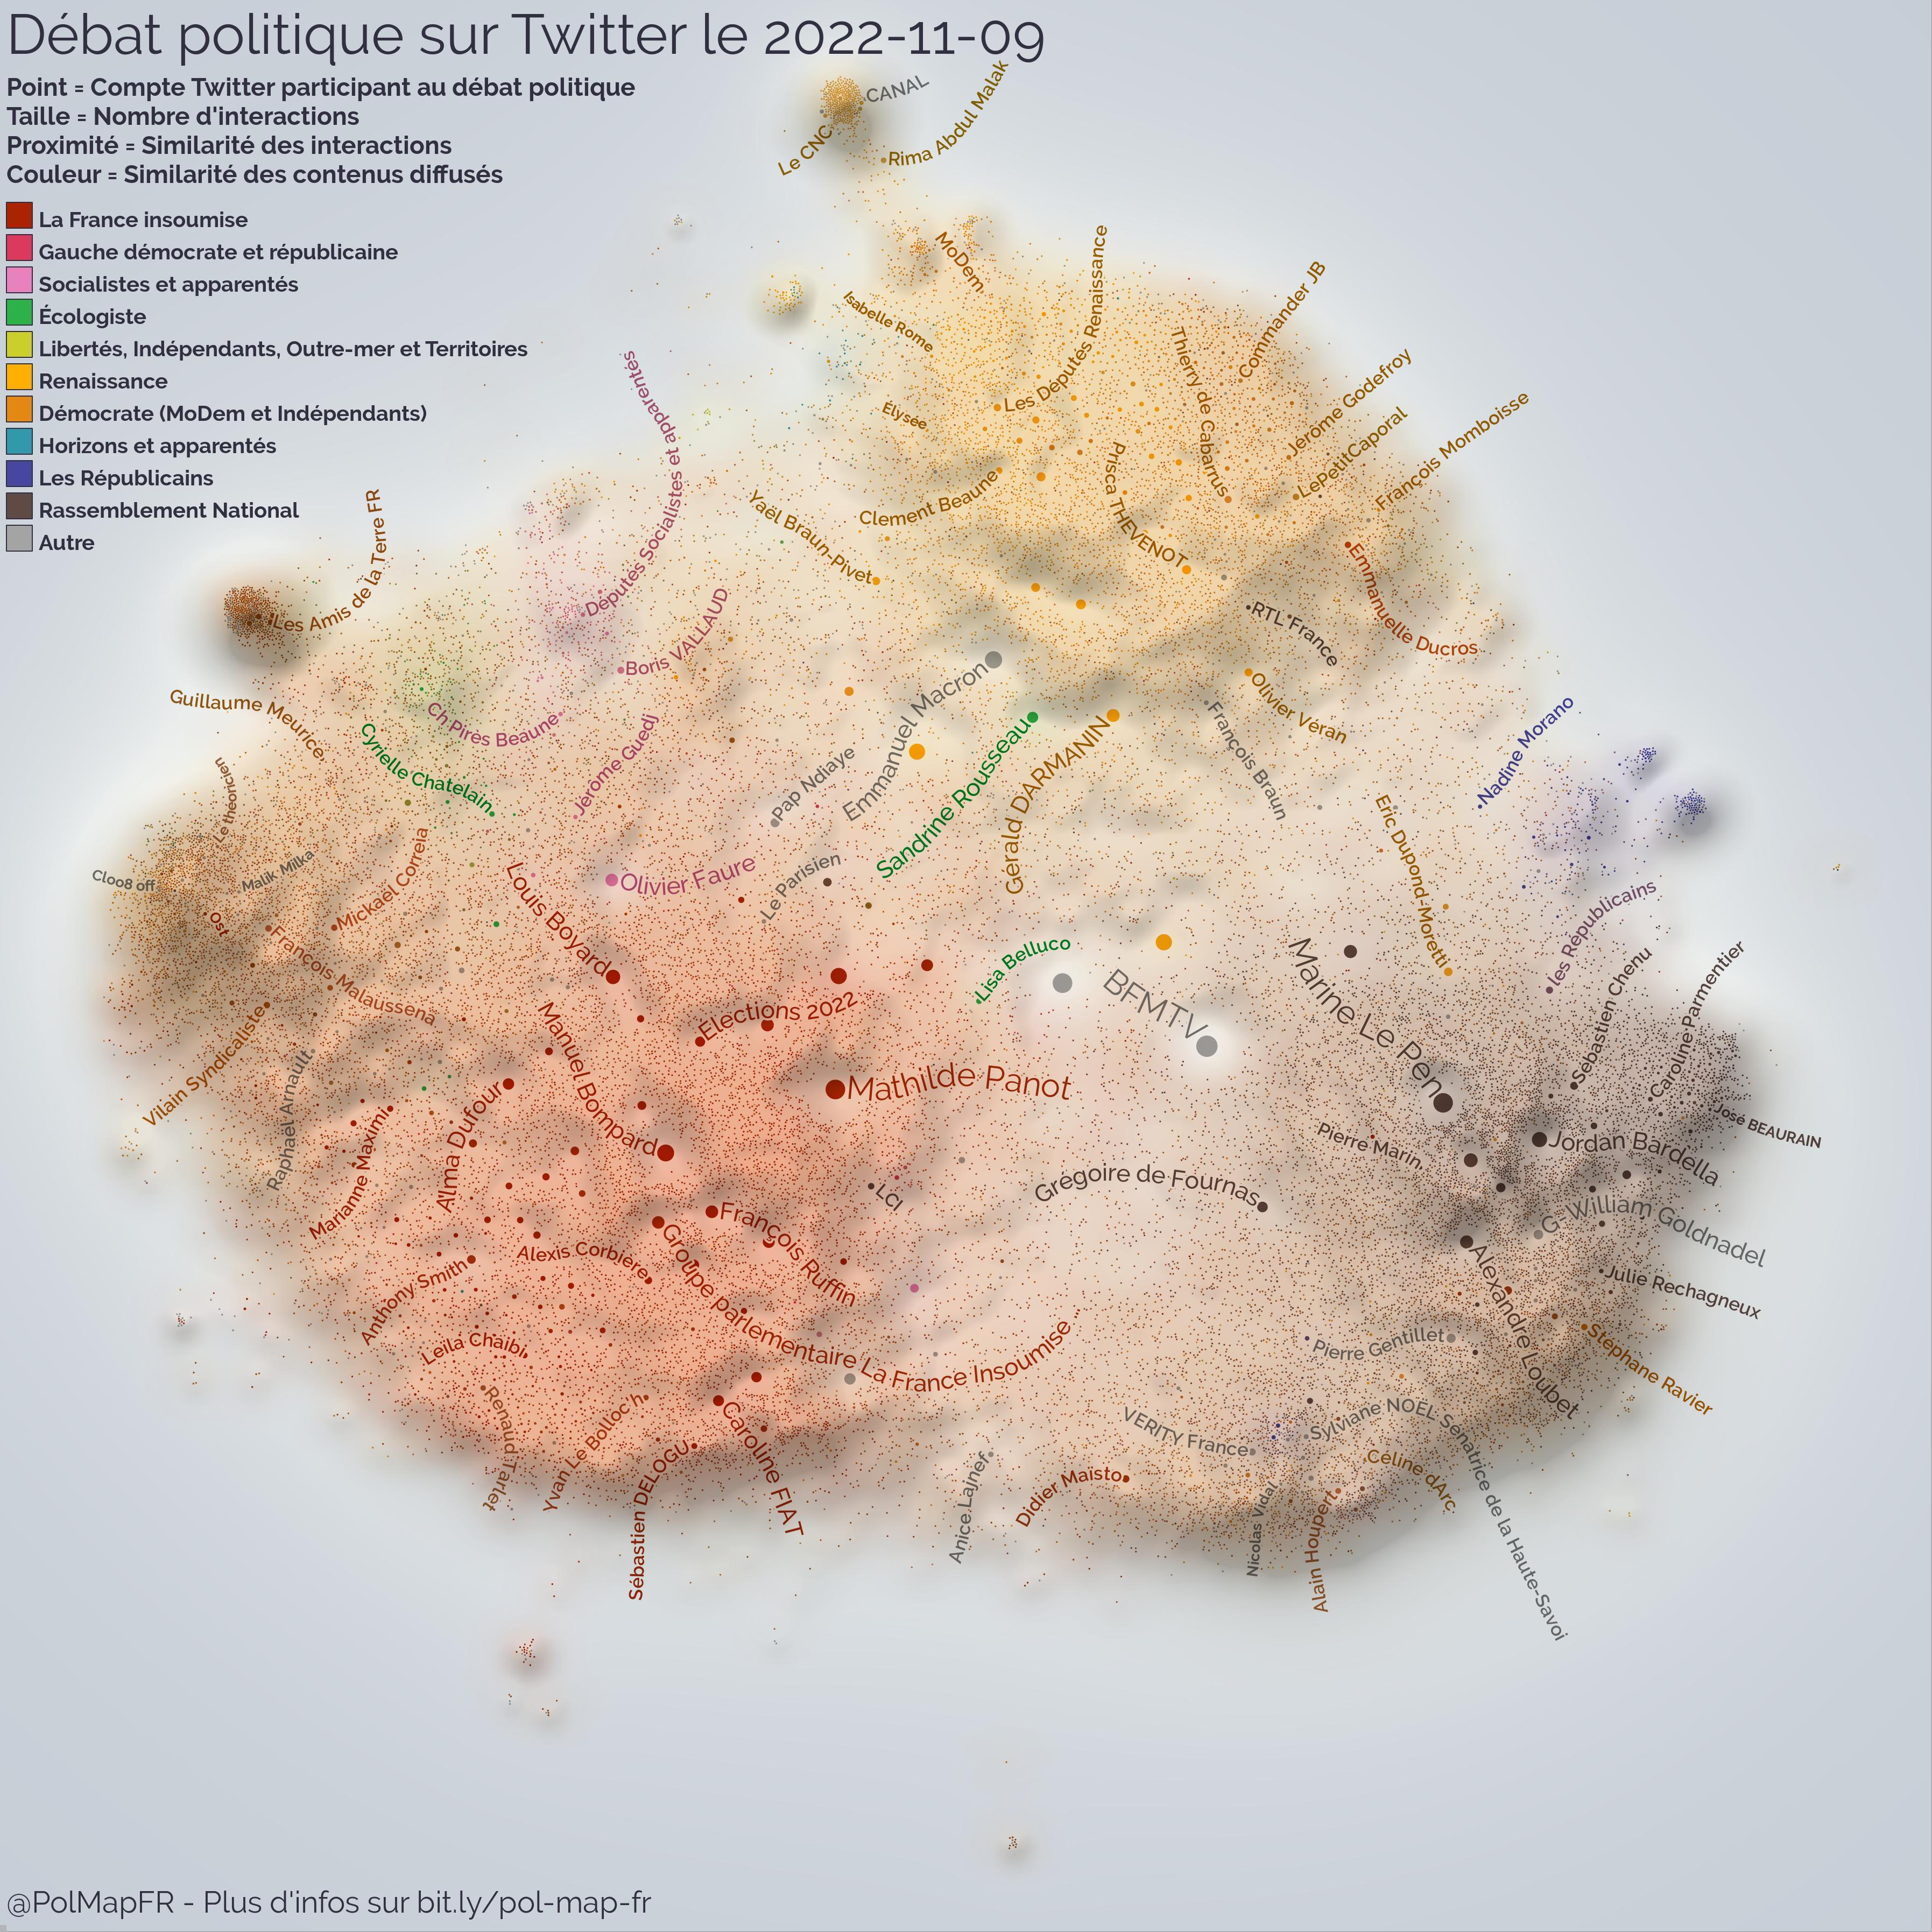 Débat politique sur Twitter le 2022-11-09
Point = Compte Twitter participant au débat politique
Taille = Nombre d'interactions
Proximité = Similarité des interactions
Couleur = Similarité des contenus diffusés
La France insoumise
Gauche démocrate et républicaine
Socialistes et apparentés
Écologiste
Libertés, Indépendants, Outre-mer et Territoires
Renaissance
Démocrate (MoDem et Indépendants)
Horizons et apparentés
Les Républicains
Rassemblement National
Autre
CANAL
Le CNC
Rima Abdul Malak
MoDem
Isabelle Rome
Les Députés Renaissance
Commander JB
Thierry de Cabarrus
Jérôme Godefroy
LePetitCaporal
François Momboisse
Élysée
Clement Beaune
Prisca THEVENOT
Yaël Braun-Pivet
Députés Socialistes et apparentés
Les Amis de la Terre FR
Boris VALLAUD
Emmanuelle Ducros
RTL France
Olivier Véran
François Braun
Nadine Morano
Guillaume Meurice
Ch Pirès Beaune
Cyrielle Chatelain
Jerome Guedj
Pap Ndiaye
Emmanuel Macron
Sandrine Rousseau
Gérald DARMANIN
Eric Dupond-Moretti
Le théoricien
Cloo8 off
Malik Milka
Ost
Mickaël Correia
François Malaussena
Louis Boyard
Olivier Faure
Le Parisien
Lisa Belluco
BFMTV
Marine Le Pen
les Républicains
Sébastien Chenu
Caroline Parmentier
José BEAURAIN
Vilain Syndicaliste
Raphaël Arnault
Elections 2022
Manuel Bompard
Mathilde Panot
Alma Dufour
Marianne Maximi
Pierre Marin
Jordan Bardella
G William Goldnadel
Grégoire de Fournas
LCI
François Ruffin
Alexis Corbière
Groupe parlementaire La France Insoumise...
Anthony Smith
Leïla Chaibi
Julie Rechagneux
Alexandre Loubet
Pierre Gentillet
Stéphane Ravier
Renaud Tarlet
Yvan Le Bolloc'h
Sébastien DELOGU
Caroline FIAT
Anice Lajnef
Didier Maisto
VERITY France
Sylviane NOËL Sénatrice de la Haute-Savoi
Céline dArc
Nicolas Vidal
Alain Houpert
@PolMapFR - Plus d'infos sur bit.ly/pol-map-fr